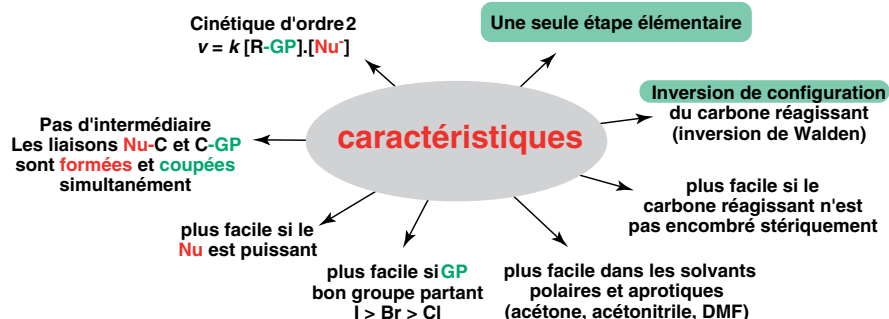 Cinétique d'ordre 2
v = k [R-GP].[Nu⁻]
Une seule étape élémentaire
Inversion de configuration
du carbone réagissant
(inversion de Walden)
caractéristiques
Pas d'intermédiaire
Les liaisons Nu-C et C-GP
sont formées et coupées
simultanément
plus facile si le
carbone réagissant n'est
pas encombré stériquement
plus facile si le
Nu est puissant
plus facile si GP
bon groupe partant
I > Br > Cl
plus facile dans les solvants
polaires et aprotiques
(acétone, acétonitrile, DMF)